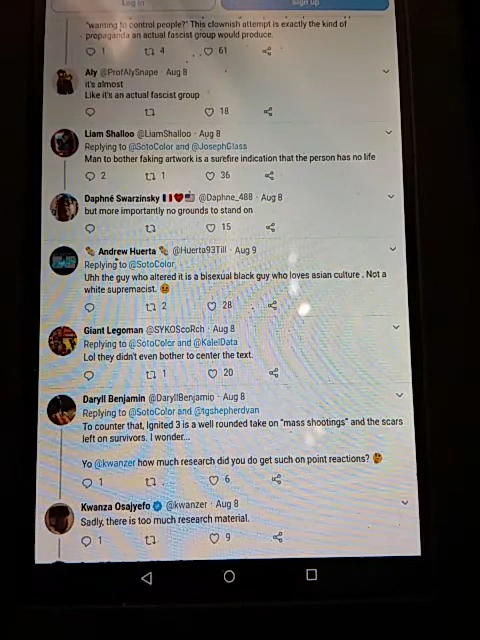 Log in
Sign up
"wanting to control people?" This clownish attempt is exactly the kind of
propaganda an actual fascist group would produce.
1 4 61
Aly @ProfAlySnape · Aug 8
it's almost
Like it's an actual fascist group
18
Liam Shalloo @LiamShalloo · Aug 8
Replying to @SotoColor and @JosephGlass
Man to bother faking artwork is a surefire indication that the person has no life
2 1 36
Daphné Swarzinsky 🇫🇷❤️🇺🇸 @Daphne_488 · Aug 8
but more importantly no grounds to stand on
15
Andrew Huerta @Huerta93Till · Aug 9
Replying to @SotoColor
Uhh the guy who altered it is a bisexual black guy who loves asian culture . Not a
white supremacist.
2 28
Giant Legoman @SYKOScoRch · Aug 8
Replying to @SotoColor and @KalelData
Lol they didn't even bother to center the text.
1 20
Daryll Benjamin @DaryllBenjamin · Aug 8
Replying to @SotoColor and @tgshepherdvan
To counter that, Ignited 3 is a well rounded take on "mass shootings" and the scars
left on survivors. I wonder...
Yo @kwanzer how much research did you do get such on point reactions? 🤔
1 6
Kwanza Osajyefo @kwanzer · Aug 8
Sadly, there is too much research material.
1 9